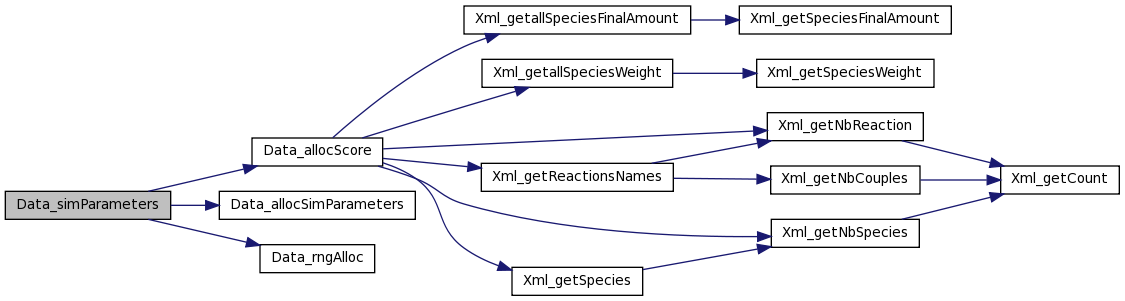 Xml_getallSpeciesFinalAmount
Xml_getSpeciesFinalAmount
Xml_getallSpeciesWeight
Xml_getSpeciesWeight
Xml_getNbReaction
Data_allocScore
Xml_getReactionsNames
Xml_getNbCouples
Xml_getCount
Data_simParameters
Data_allocSimParameters
Xml_getNbSpecies
Data_rngAlloc
Xml_getSpecies